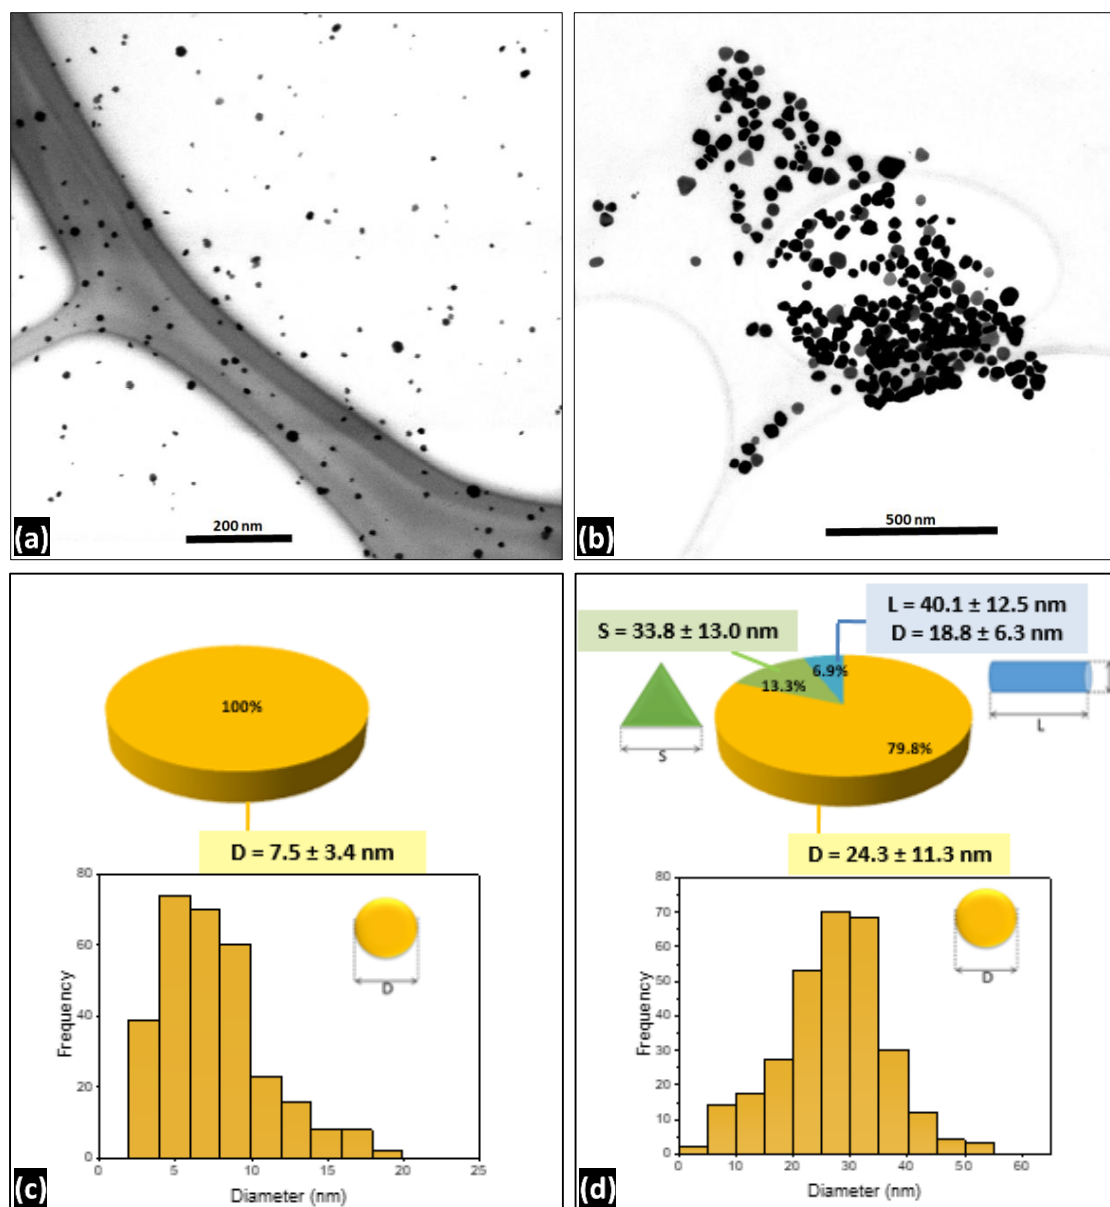 200 nm
(a)
500 nm
(b)
100%
D = 7.5 ± 3.4 nm
80
60
40
20
0
0
5
10
15
20
25
Frequency
Diameter (nm)
D
(c)
L = 40.1 ± 12.5 nm
D = 18.8 ± 6.3 nm
S = 33.8 ± 13.0 nm
6.9%
13.3%
79.8%
S
L
D = 24.3 ± 11.3 nm
80
70
60
50
40
30
20
10
0
0
10
20
30
40
50
60
Frequency
Diameter (nm)
D
(d)